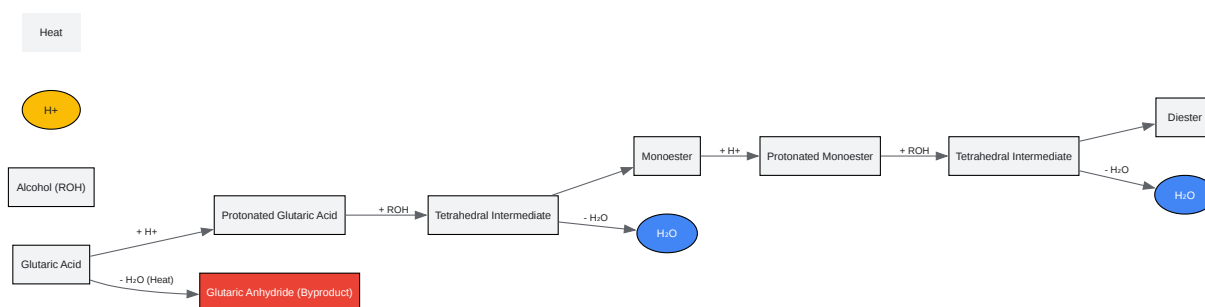 Heat
H+
Alcohol (ROH)
Glutaric Acid
+ H+
- H₂O (Heat)
Protonated Glutaric Acid
Glutaric Anhydride (Byproduct)
+ ROH
Tetrahedral Intermediate
- H₂O
Monoester
H₂O
+ H+
Protonated Monoester
+ ROH
Tetrahedral Intermediate
- H₂O
Diester
H₂O